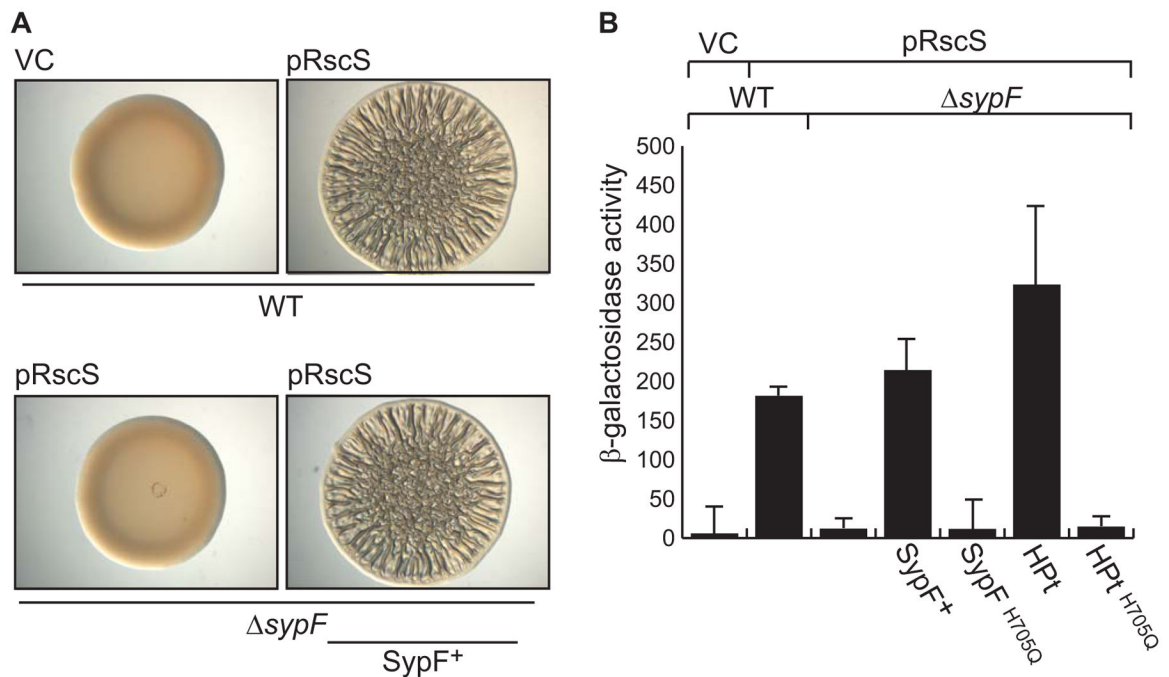 A
VC
pRscS
WT
pRscS
pRscS
ΔsypF
SypF+
B
VC
pRscS
WT
ΔsypF
β-galactosidase activity
500
450
400
350
300
250
200
150
100
50
0
SypF+
SypF H705Q
HPt
HPt H705Q